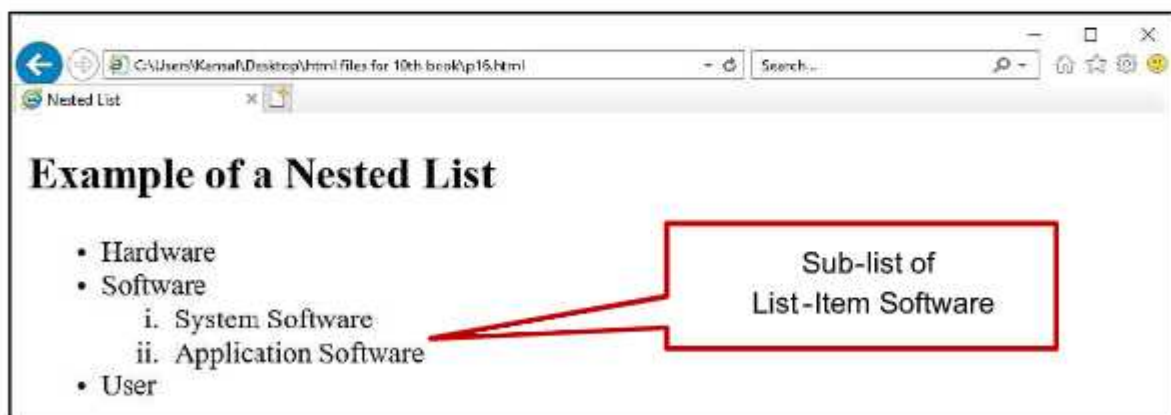 C:\Users\Kansal\Desktop\html files for 10th book\p16.html
Search...
Nested List
Example of a Nested List
• Hardware
• Software
i. System Software
ii. Application Software
• User
Sub-list of
List-Item Software